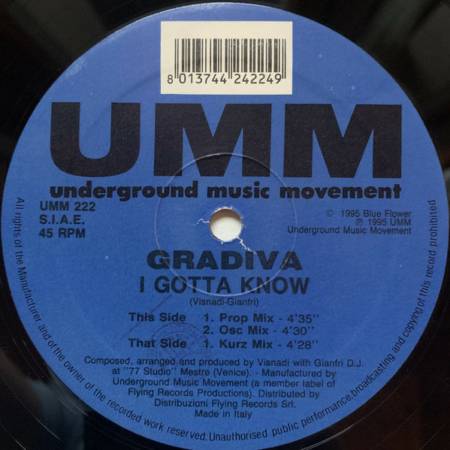 8 013744 242249
UMM
underground music movement
UMM 222
S.I.A.E.
45 RPM
© 1995 Blue Flower
℗ 1995 UMM
Underground Music Movement
GRADIVA
I GOTTA KNOW
(Visnadi-Gianfri)
This Side 1. Prop Mix - 4'35''
2. Osc Mix - 4'30''
That Side 1. Kurz Mix - 4'28''
Composed, arranged and produced by Visnadi with Gianfri D.J.
at "77 Studio" Mestre (Venice). - Manufactured by
Underground Music Movement (a member label of
Flying Records Productions). Distributed by
Distribuzioni Flying Records Srl.
Made in Italy
All rights of the Manufacturer and of the owner of the recorded work reserved. Unauthorised public performance, broadcasting and copying of this record prohibited